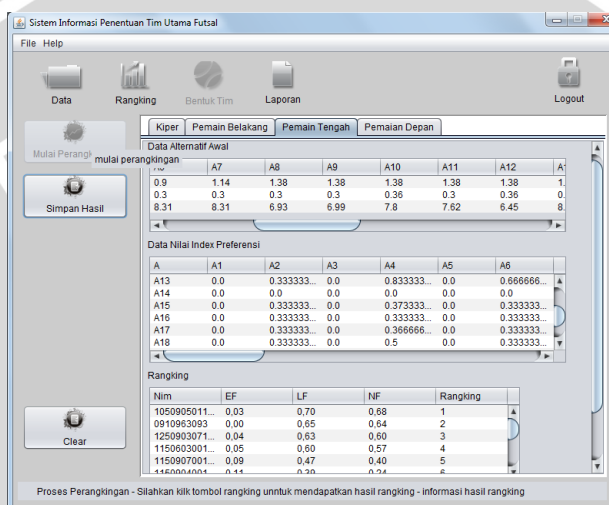 Sistem Informasi Penentuan Tim Utama Futsal
File Help
Data Rangking Bentuk Tim Laporan Logout
Kiper Pemain Belakang Pemain Tengah Pemaian Depan
Mulai
mulai perangkingan
Simpan Hasil
Clear
Data Alternatif Awal
A7 A8 A9 A10 A11 A12
0.9 1.14 1.38 1.38 1.38 1.38 1.38 1.
0.3 0.3 0.3 0.3 0.36 0.3 0.36 0.
8.31 8.31 6.93 6.99 7.8 7.62 6.45 8.
Data Nilai Index Preferensi
A A1 A2 A3 A4 A5 A6
A13 0.0 0.333333... 0.0 0.833333... 0.0 0.666666...
A14 0.0 0.0 0.0 0.0 0.0 0.0
A15 0.0 0.333333... 0.0 0.373333... 0.0 0.333333...
A16 0.0 0.333333... 0.0 0.333333... 0.0 0.333333...
A17 0.0 0.333333... 0.0 0.366666... 0.0 0.333333...
A18 0.0 0.333333... 0.0 0.5 0.0 0.333333...
Rangking
Nim EF LF NF Rangking
1050905011... 0,03 0,70 0,68 1
0910963093 0,00 0,65 0,64 2
1250903071... 0,04 0,63 0,60 3
1150603001... 0,05 0,60 0,57 4
1150907001... 0,09 0,47 0,40 5
Proses Perangkingan - Silahkan kilk tombol rangking unntuk mendapatkan hasil rangking - informasi hasil rangking